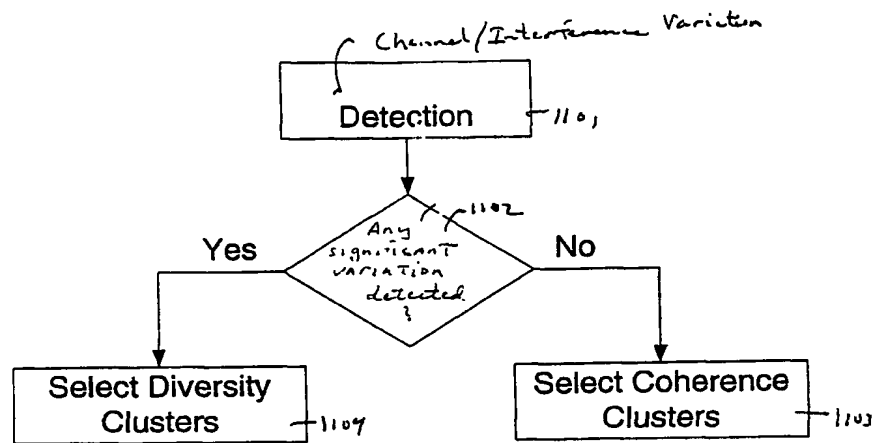 Channel/Interference Variation
Detection
1101
1102
Any
significant
variation
detected
?
Yes
No
Select Diversity
Clusters
1104
Select Coherence
Clusters
1103